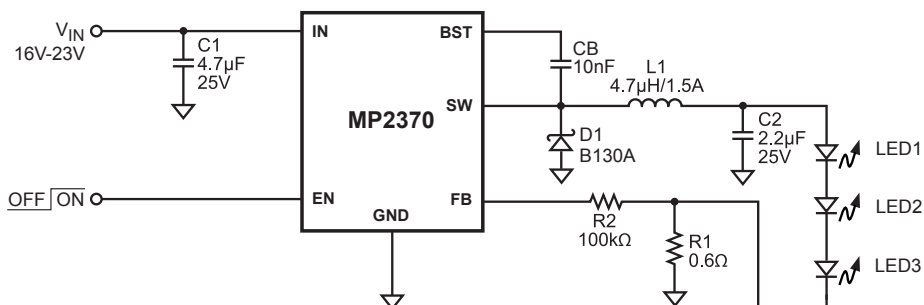 VIN
16V-23V
C1
4.7µF
25V
IN
BST
CB
10nF
L1
4.7µH/1.5A
SW
MP2370
D1
B130A
C2
2.2µF
25V
LED1
OFF ON
EN
FB
GND
R2
100kΩ
R1
0.6Ω
LED2
LED3